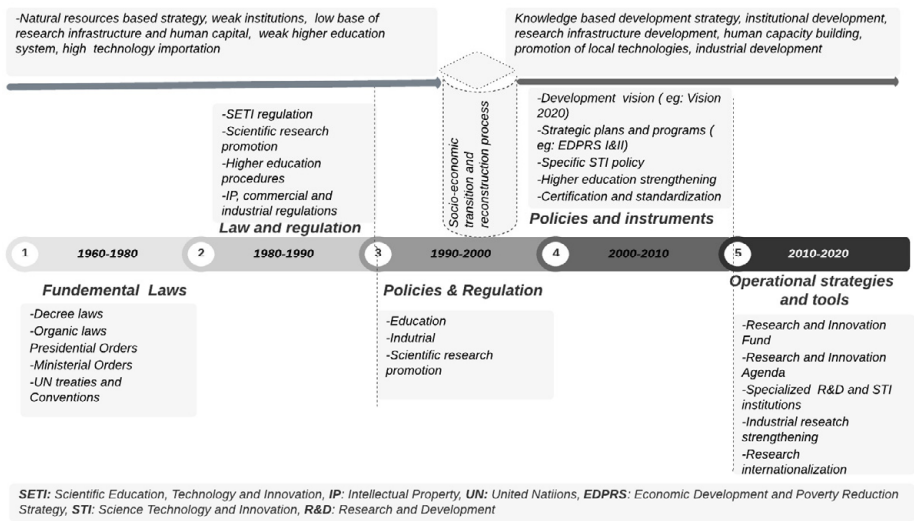 -Natural resources based strategy, weak institutions,  low base of
research infrastructure and human capital,  weak higher education
system, high  technology importation
Knowledge based development strategy, institutional development,
research infrastructure development, human capacity building,
promotion of local technologies, industrial development
-SETI regulation
-Scientific research
promotion
-Higher education
procedures
-IP, commercial and
industrial regulations
Law and regulation
Socio-economic
transition and
reconstruction process
-Development  vision ( eg: Vision
2020)
-Strategic plans and programs (
eg: EDPRS I&II)
-Specific STI policy
-Higher education strengthening
-Certification and standardization
Policies and instruments
1 1960-1980
2 1980-1990
3 1990-2000
4 2000-2010
5 2010-2020
Fundemental  Laws
-Decree laws
-Organic laws
Presidential Orders
-Ministerial Orders
-UN treaties and
Conventions
Policies & Regulation
-Education
-Indutrial
-Scientific research
promotion
Operational strategies
and tools
-Research and Innovation
Fund
-Research and Innovation
Agenda
-Specialized  R&D and STI
institutions
-Industrial research
strengthening
-Research
internationalization
SETI: Scientific Education, Technology and Innovation, IP: Intellectual Property, UN: United Natiions, EDPRS: Economic Development and Poverty Reduction
Strategy, STI: Science Technology and Innovation, R&D: Research and Development